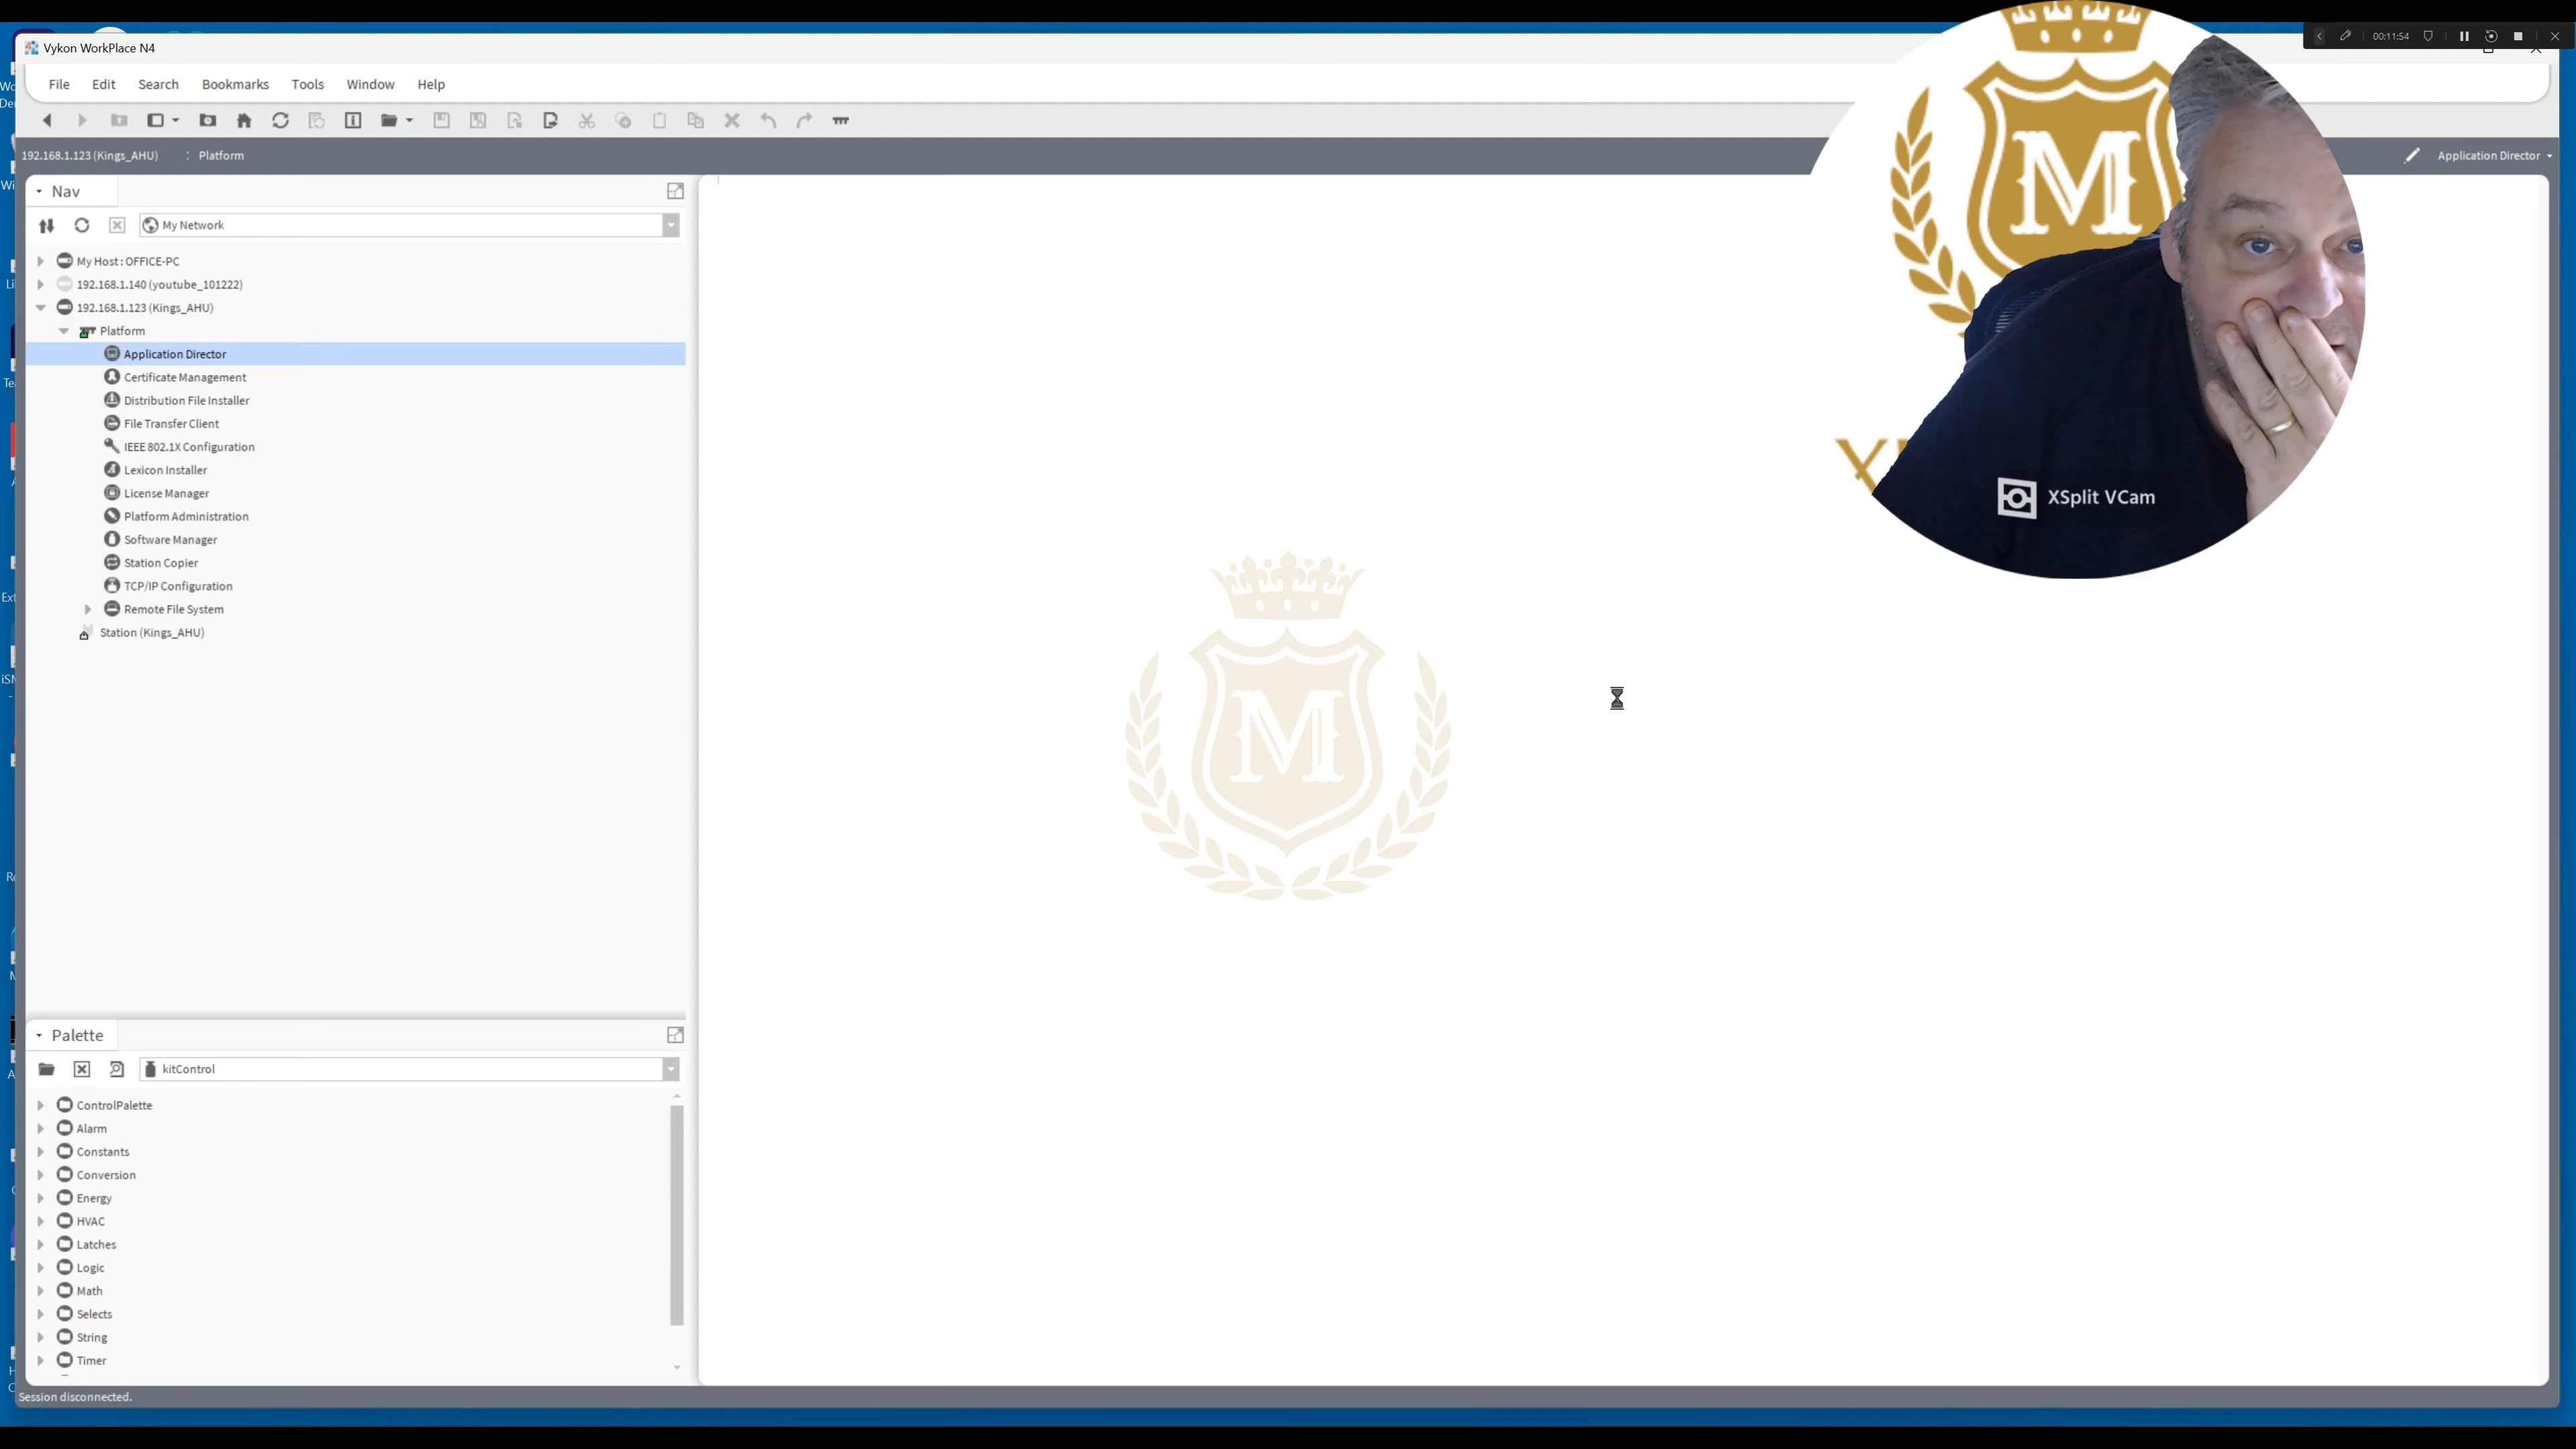 Vykon WorkPlace N4
00:11:54
File Edit Search Bookmarks Tools Window Help
192.168.1.123 (Kings_AHU) : Platform
Application Director
Nav
My Network
My Host : OFFICE-PC
192.168.1.140 (youtube_101222)
192.168.1.123 (Kings_AHU)
Platform
Application Director
Certificate Management
Distribution File Installer
File Transfer Client
IEEE 802.1X Configuration
Lexicon Installer
License Manager
Platform Administration
Software Manager
Station Copier
TCP/IP Configuration
Remote File System
Station (Kings_AHU)
M
XSplit VCam
M
Palette
kitControl
ControlPalette
Alarm
Constants
Conversion
Energy
HVAC
Latches
Logic
Math
Selects
String
Timer
Session disconnected.